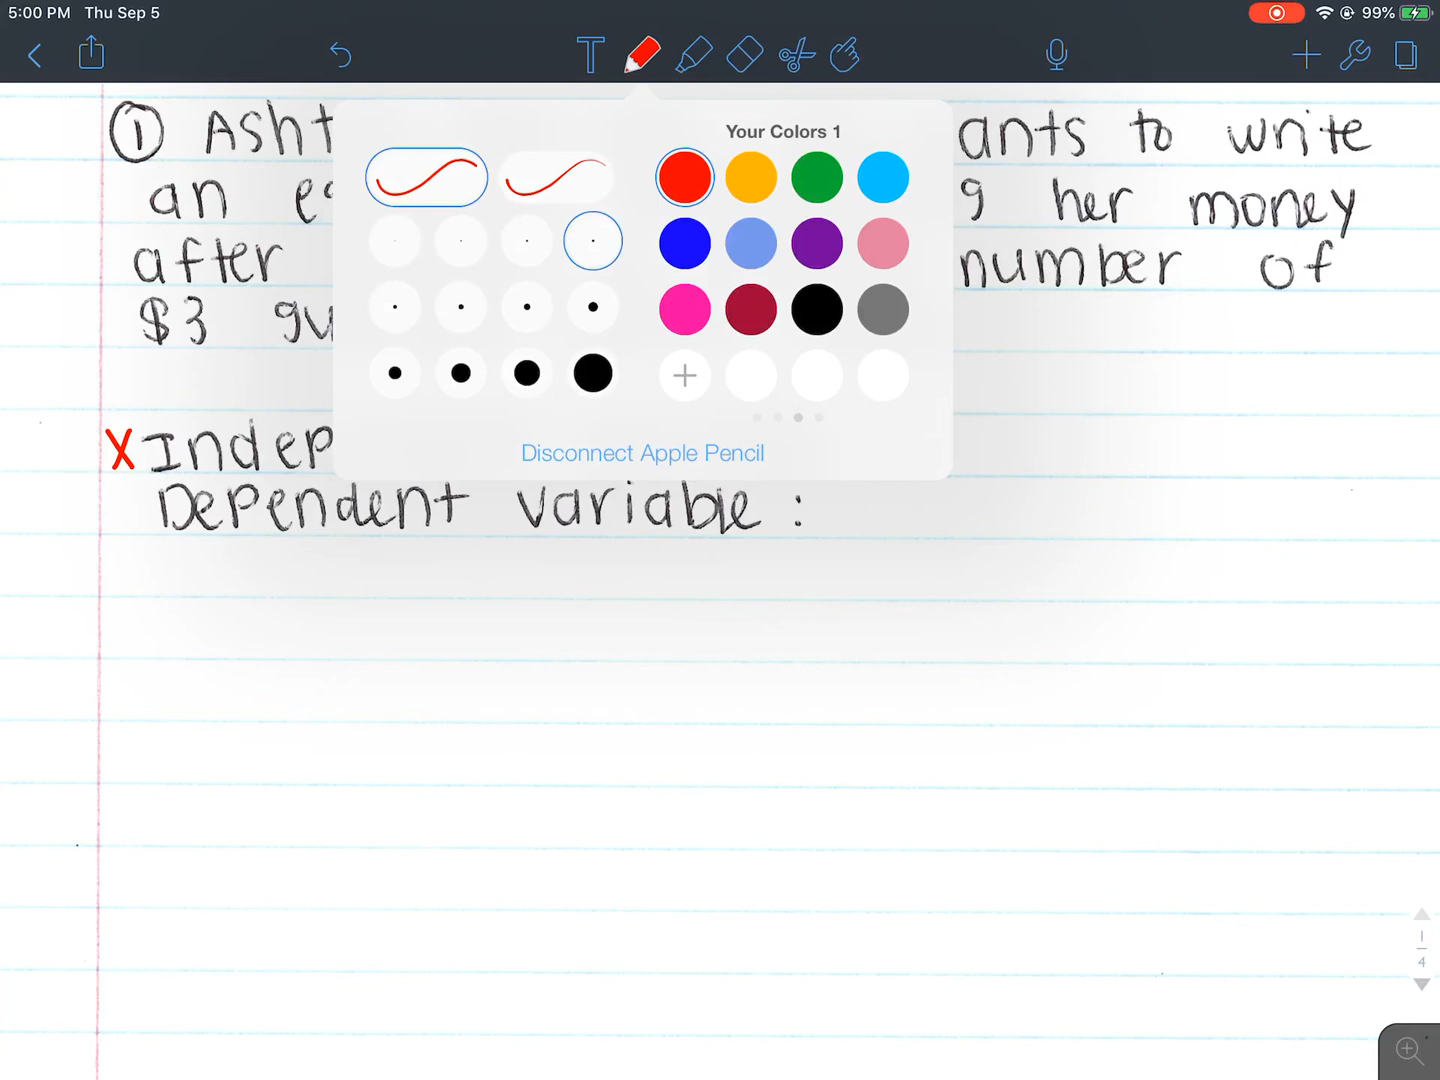 5:00 PM Thu Sep 5
99%
T
① Asht ants to write
an eq g her money
after number of
$3 gu
Your Colors 1
+
Disconnect Apple Pencil
X Indep
Dependent variable :
1
4